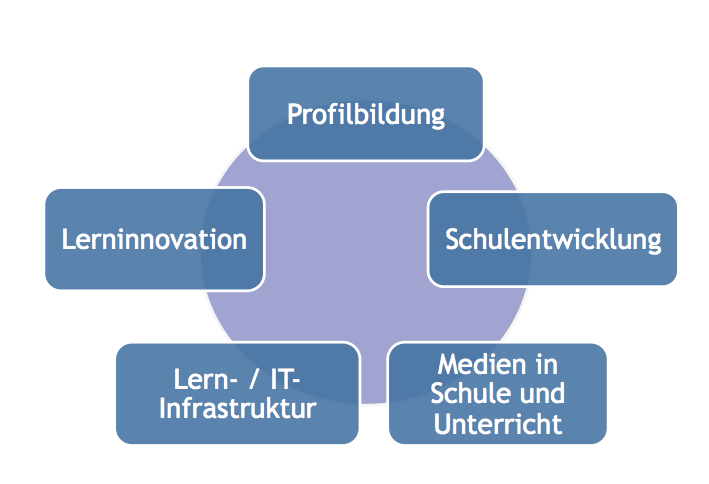 Profilbildung
Lerninnovation
Schulentwicklung
Lern- / IT-
Infrastruktur
Medien in
Schule und
Unterricht